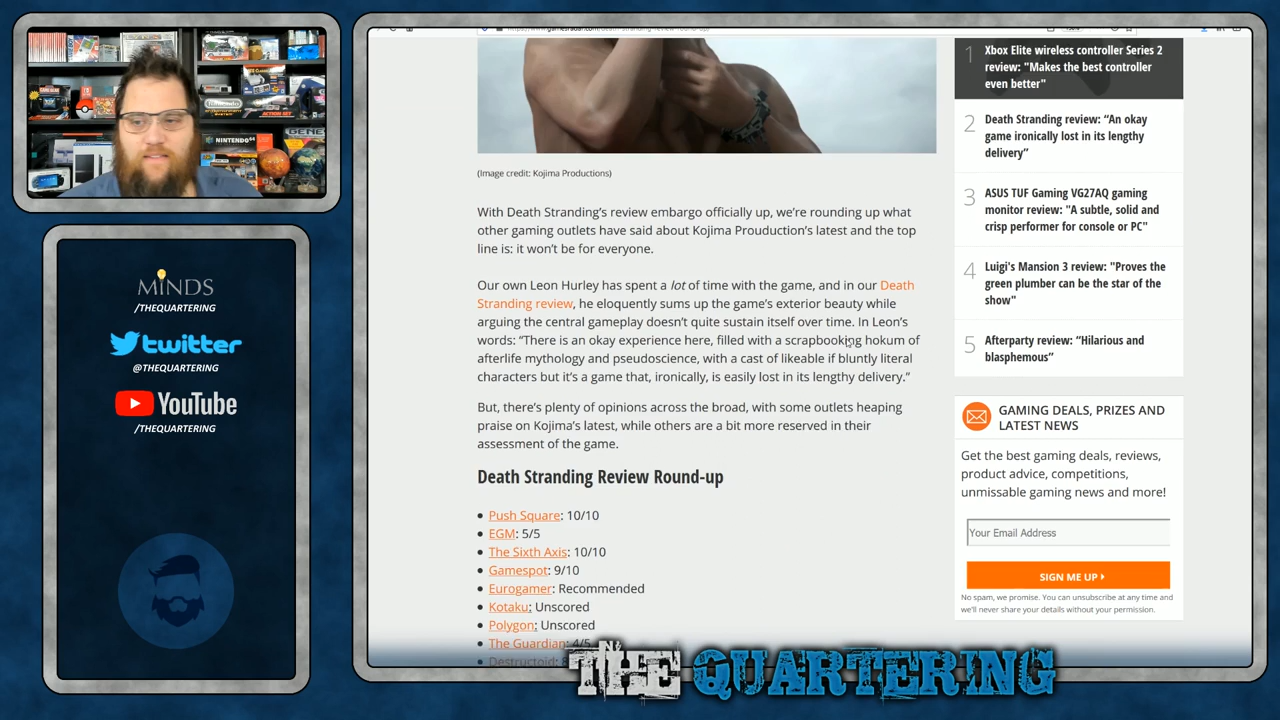 MINDS
/THEQUARTERING
twitter
@THEQUARTERING
YouTube
/THEQUARTERING
(Image credit: Kojima Productions)
With Death Stranding's review embargo officially up, we're rounding up what
other gaming outlets have said about Kojima Prouduction's latest and the top
line is: it won't be for everyone.
Our own Leon Hurley has spent a lot of time with the game, and in our Death
Stranding review, he eloquently sums up the game's exterior beauty while
arguing the central gameplay doesn't quite sustain itself over time. In Leon's
words: “There is an okay experience here, filled with a scrapbooking hokum of
afterlife mythology and pseudoscience, with a cast of likeable if bluntly literal
characters but it's a game that, ironically, is easily lost in its lengthy delivery.”
But, there's plenty of opinions across the broad, with some outlets heaping
praise on Kojima's latest, while others are a bit more reserved in their
assessment of the game.
Death Stranding Review Round-up
Push Square: 10/10
EGM: 5/5
The Sixth Axis: 10/10
Gamespot: 9/10
Eurogamer: Recommended
Kotaku: Unscored
Polygon: Unscored
The Guardian: 4/5
Destructoid:
1
Xbox Elite wireless controller Series 2
review: "Makes the best controller
even better"
2
Death Stranding review: “An okay
game ironically lost in its lengthy
delivery”
3
ASUS TUF Gaming VG27AQ gaming
monitor review: "A subtle, solid and
crisp performer for console or PC"
4
Luigi's Mansion 3 review: "Proves the
green plumber can be the star of the
show"
5
Afterparty review: “Hilarious and
blasphemous”
GAMING DEALS, PRIZES AND
LATEST NEWS
Get the best gaming deals, reviews,
product advice, competitions,
unmissable gaming news and more!
Your Email Address
SIGN ME UP
No spam, we promise. You can unsubscribe at any time and
we'll never share your details without your permission.
THE QUARTERING
NINTENDO 64